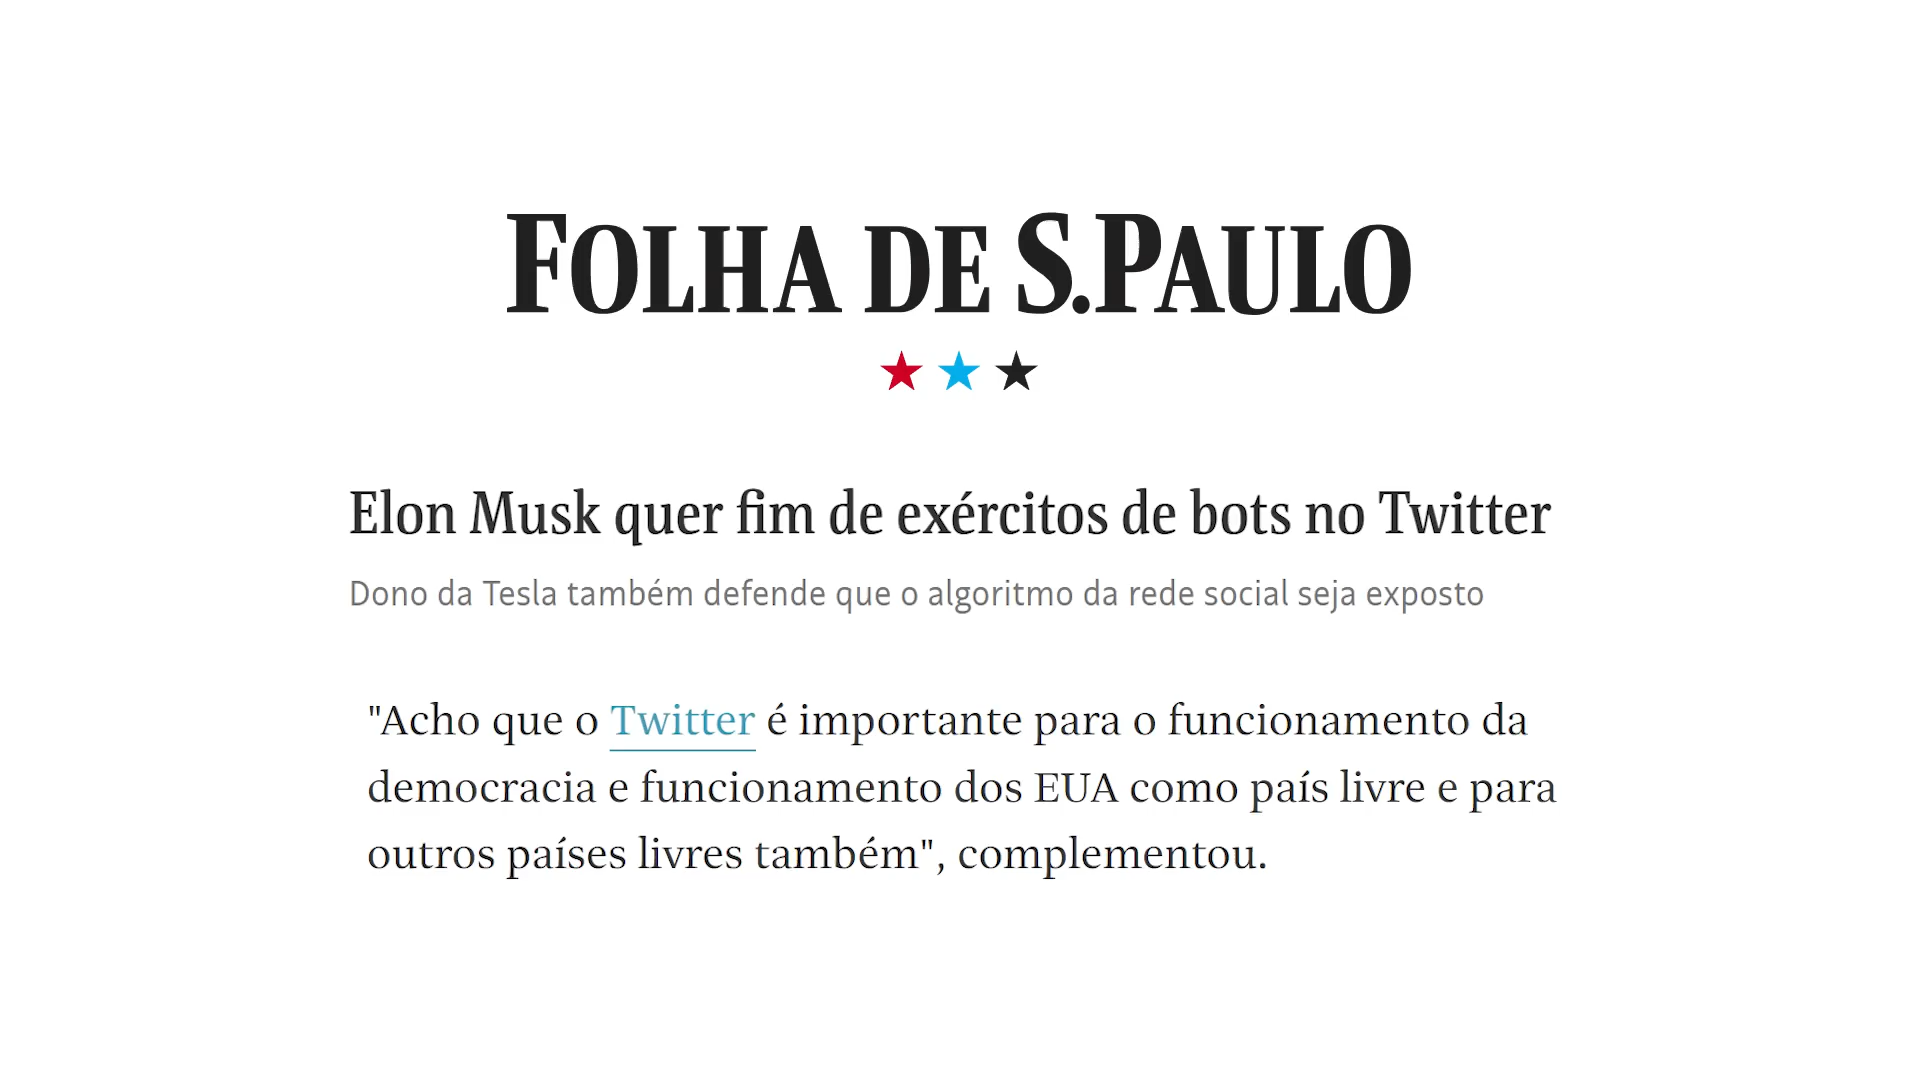 FOLHA DE S.PAULO
Elon Musk quer fim de exércitos de bots no Twitter
Dono da Tesla também defende que o algoritmo da rede social seja exposto
"Acho que o Twitter é importante para o funcionamento da
democracia e funcionamento dos EUA como país livre e para
outros países livres também", complementou.